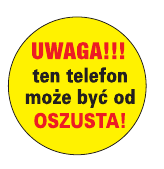 UWAGA!!!
ten telefon
może być od
OSZUSTA!